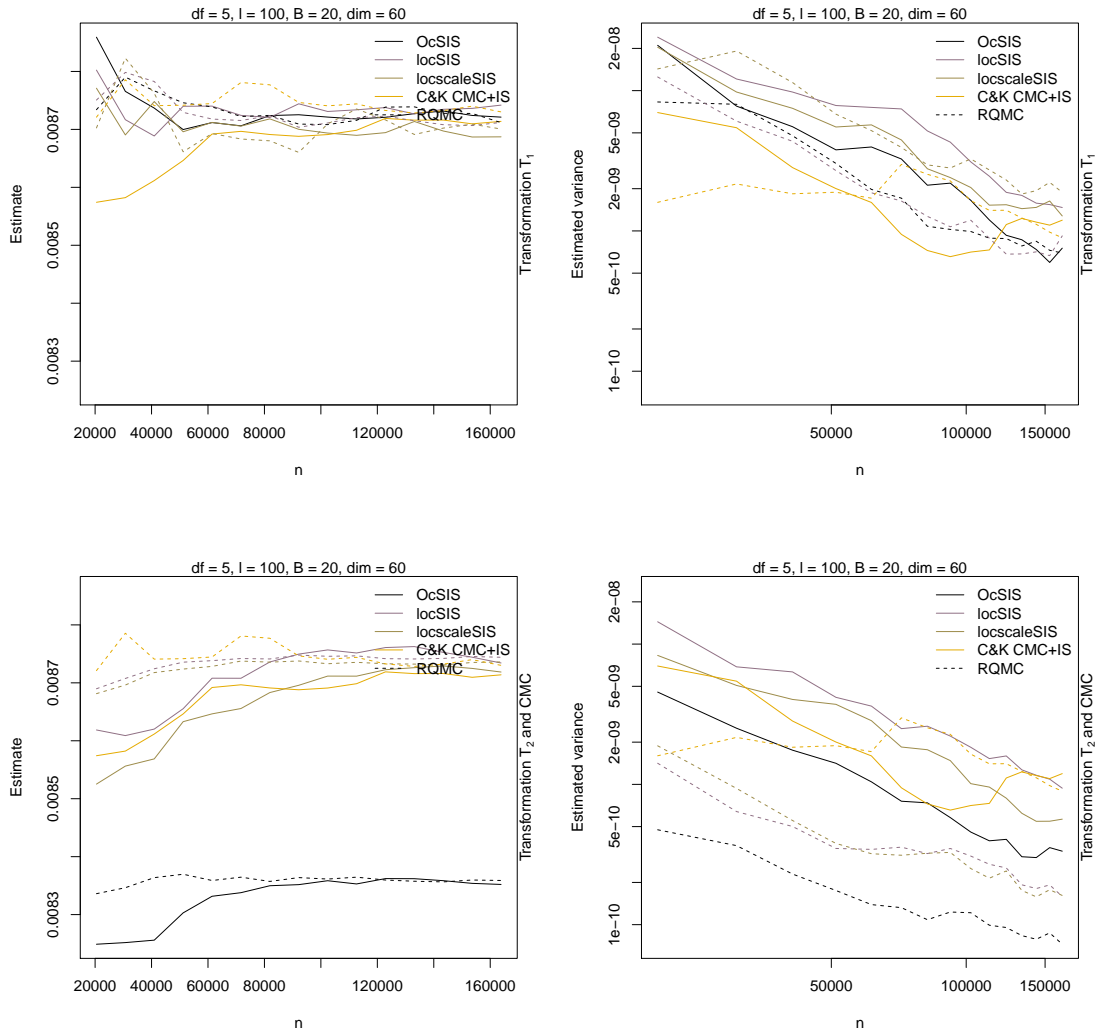 df = 5, l = 100, B = 20, dim = 60
OcSIS
locSIS
locscaleSIS
C&K CMC+IS
RQMC
0.0087
0.0085
0.0083
Estimate
Transformation T1
20000
40000
60000
80000
120000
160000
n
df = 5, l = 100, B = 20, dim = 60
OcSIS
locSIS
locscaleSIS
C&K CMC+IS
RQMC
2e−08
5e−09
2e−09
5e−10
1e−10
Estimated variance
Transformation T1
50000
100000
150000
n
df = 5, l = 100, B = 20, dim = 60
OcSIS
locSIS
locscaleSIS
C&K CMC+IS
RQMC
0.0087
0.0085
0.0083
Estimate
Transformation T2 and CMC
20000
40000
60000
80000
120000
160000
n
df = 5, l = 100, B = 20, dim = 60
OcSIS
locSIS
locscaleSIS
C&K CMC+IS
RQMC
2e−08
5e−09
2e−09
5e−10
1e−10
Estimated variance
Transformation T2 and CMC
50000
100000
150000
n